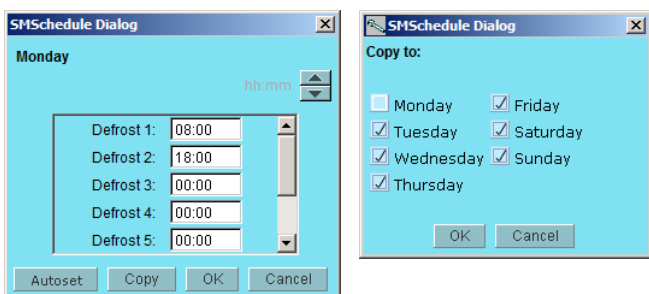 SMSchedule Dialog
Monday
hh:mm
Defrost 1: 08:00
Defrost 2: 18:00
Defrost 3: 00:00
Defrost 4: 00:00
Defrost 5: 00:00
Autoset Copy OK Cancel
SMSchedule Dialog
Copy to:
Monday Friday
Tuesday Saturday
Wednesday Sunday
Thursday
OK Cancel